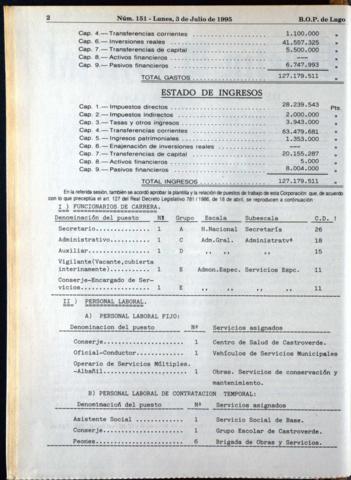 2 Núm. 151 - Lunes, 3 de Julio de 1995 B.O.P. de Lugo
Cap. 4.—Transferencias corrientes 1.100.000 "
Cap. 6.—Inversiones reales 41.557.325 "
Cap. 7.—Transferencias de capital 5.500.000 "
Cap. 8.—Activos financieros --- "
Cap. 9.—Pasivos financieros 6.747.993 "
TOTAL GASTOS 127.179.511 "
ESTADO DE INGRESOS
Cap. 1.—Impuestos directos 28.239.543 Pts.
Cap. 2.—Impuestos indirectos 2.000.000 "
Cap. 3.—Tasas y otros ingresos 3.943.000 "
Cap. 4.—Transferencias corrientes 63.479.681 "
Cap. 5.—Ingresos patrimoniales 1.353.000 "
Cap. 6.—Enajenación de inversiones reales --- "
Cap. 7.—Transferencias de capital 20.155.287 "
Cap. 8.—Activos financieros 5.000 "
Cap. 9.—Pasivos financieros 8.004.000 "
TOTAL INGRESOS 127.179.511 "
En la referida sesión, también se acordó aprobar la plantilla y la relación de puestos de trabajo de esta Corporación que, de acuerdo
con lo que preceptúa el art. 127 del Real Decreto Legislativo 781/1986, de 18 de abril, se reproducen a continuación
I ) FUNCIONARIOS DE CARRERA.
Denominación del puesto Nº Grupo Escala Subescala C.D. !
Secretario 1 A H.Nacional Secretaría 26
Administrativo 1 C Adm.Gral. Administratvª 18
Auxiliar 1 D ,, ,, ,, 15
Vigilante(Vacante,cubierta
interinamente) 1 E Admon.Espec. Servicios Espc. 11
Conserje-Encargado de Ser-
vicios 1 E ,, ,, ,, ,, 11
II ) PERSONAL LABORAL.
A) PERSONAL LABORAL FIJO:
Denominacion del puesto Nº Servicios asignados
Conserje 1 Centro de Salud de Castroverde.
Oficial-Conductor 1 Vehículos de Servicios Municipales
Operario de Servicios Múltiples.
-Albañil 1 Obras. Servicios de conservación y
mantenimiento.
B) PERSONAL LABORAL DE CONTRATACION TEMPORAL:
Denominación del puesto Nº Servicios asignados
Asistente Social 1 Servicio Social de Base.
Conserje 1 Grupo Escolar de Castroverde.
Peones 6 Brigada de Obras y Servicios.